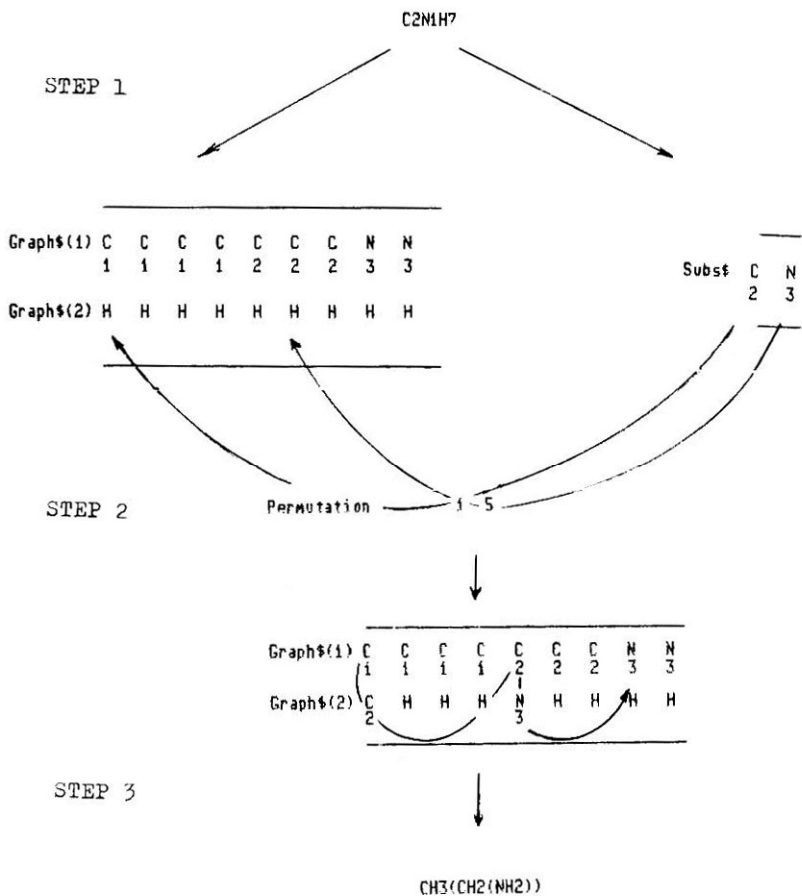 C2N1H7
STEP 1
Graph$(1) C C C C C C C N N
1 1 1 1 2 2 2 3 3
Graph$(2) H H H H H H H H H
Subs$ C N
2 3
STEP 2
Permutation 1 5
Graph$(1) C C C C C C C N N
1 1 1 1 2 2 2 3 3
1
Graph$(2) C H H H N H H H H
2 3
STEP 3
CH3(CH2(NH2))